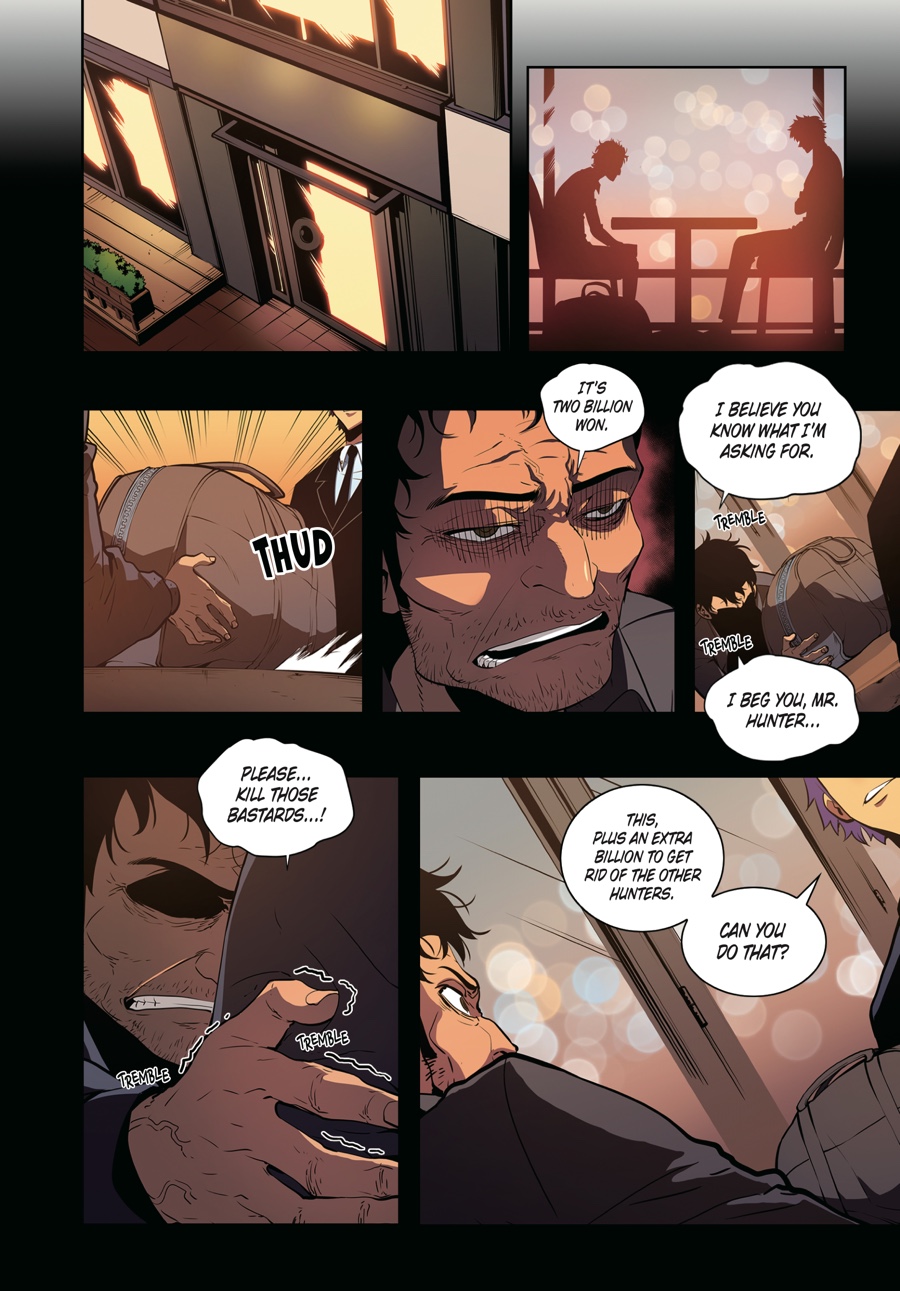 THUD
IT'S
TWO BILLION
WON.
I BELIEVE YOU
KNOW WHAT I'M
ASKING FOR.
TREMBLE
TREMBLE
I BEG YOU, MR.
HUNTER...
PLEASE...
KILL THOSE
BASTARDS...!
TREMBLE
TREMBLE
THIS,
PLUS AN EXTRA
BILLION TO GET
RID OF THE OTHER
HUNTERS.
CAN YOU
DO THAT?